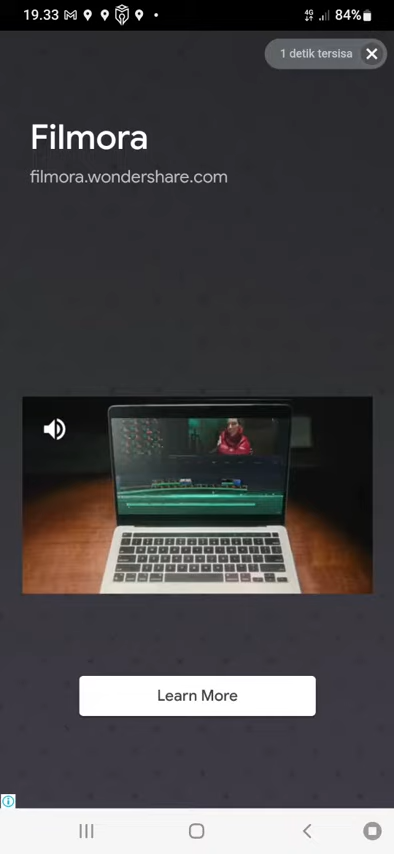 19.33
4G
84%
1 detik tersisa
Filmora
filmora.wondershare.com
Learn More